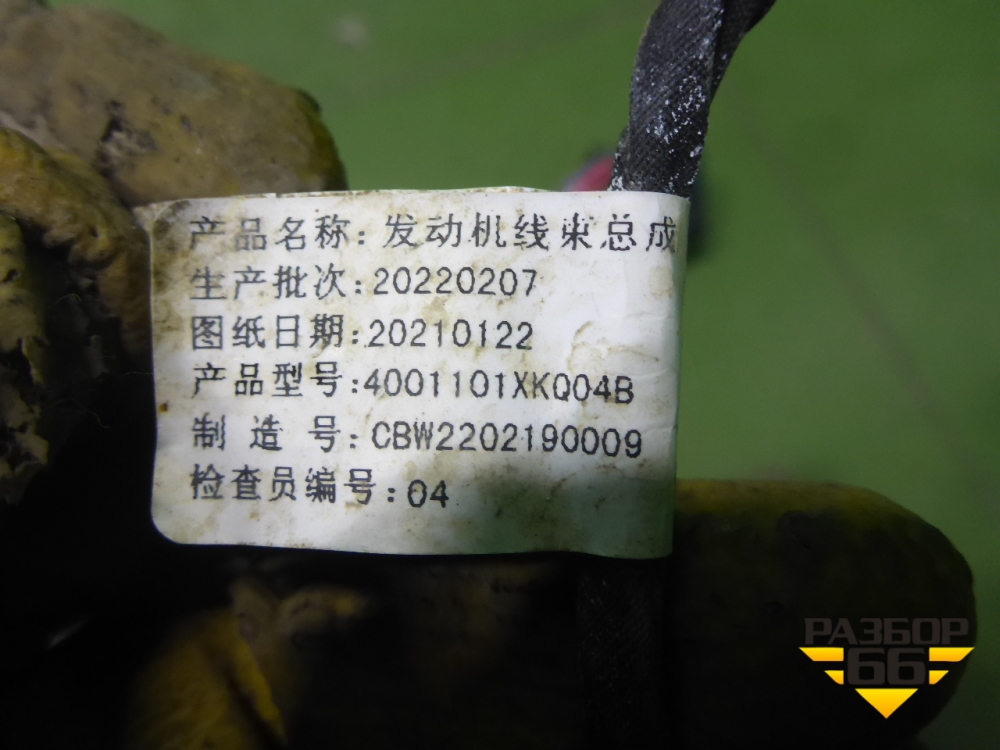 产品名称：发动机线束总成
生产批次：20220207
图纸日期：20210122
产品型号：4001101XKQ04B
制 造 号：CBW2202190009
检查员编号：04
РАЗБОР
66